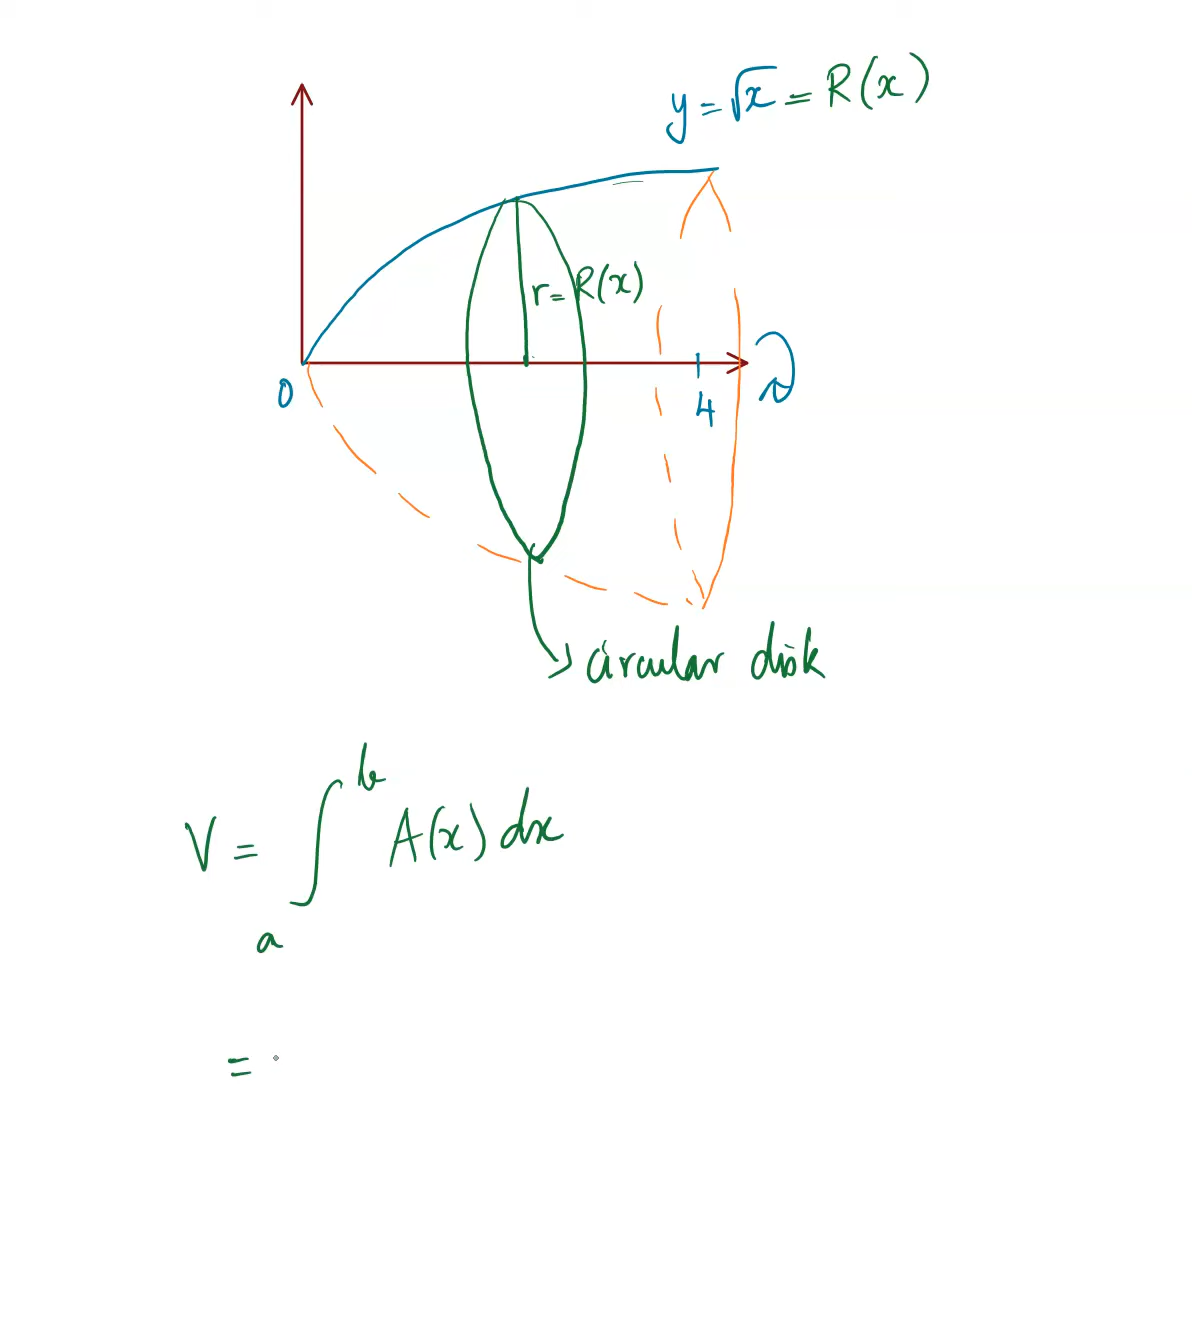 y = √x = R(x)
r = R(x)
0
4
circular disk
V = ∫ₐᵇ A(x) dx
=